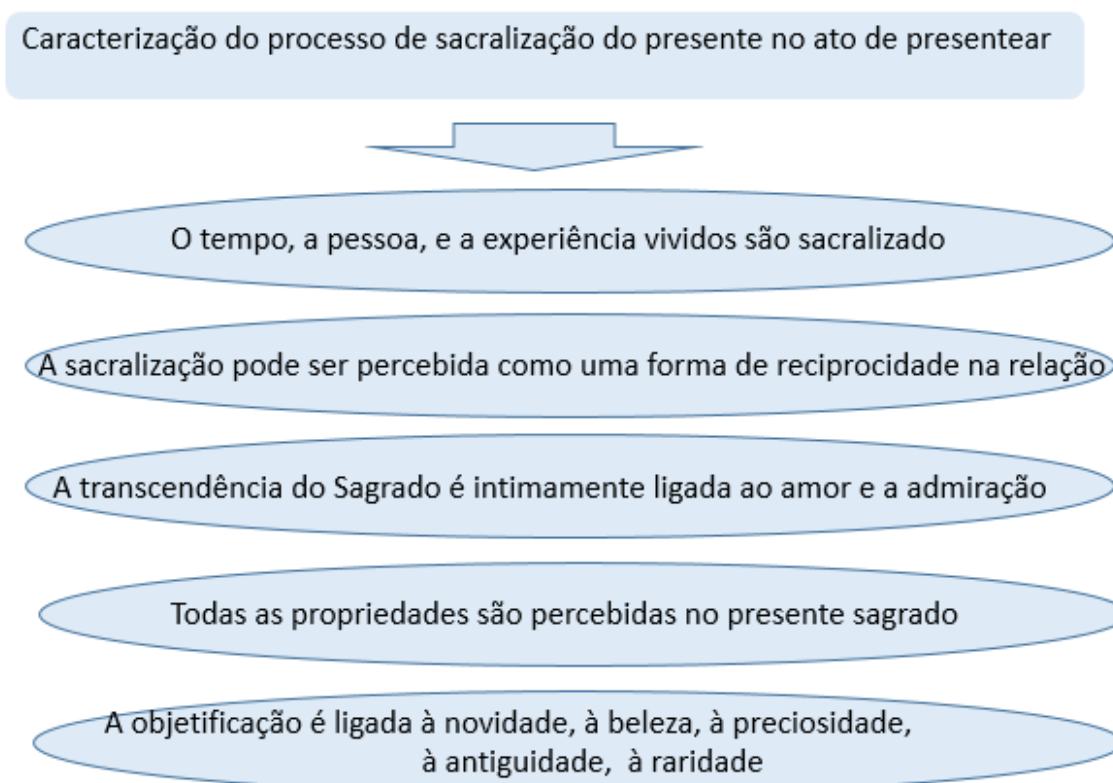 Caracterização do processo de sacralização do presente no ato de presentear
O tempo, a pessoa, e a experiência vividos são sacralizado
A sacralização pode ser percebida como uma forma de reciprocidade na relação
A transcendência do Sagrado é intimamente ligada ao amor e a admiração
Todas as propriedades são percebidas no presente sagrado
A objetificação é ligada à novidade, à beleza, à preciosidade,
à antiguidade, à raridade